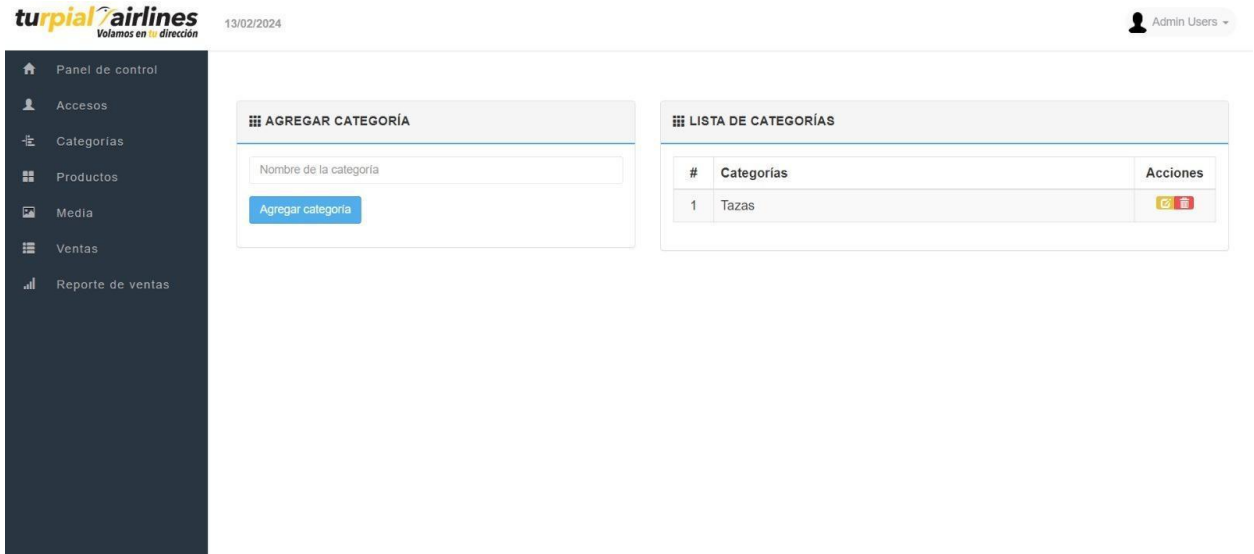 turpial airlines
Volamos en tu dirección
13/02/2024
Admin Users
Panel de control
Accesos
Categorías
Productos
Media
Ventas
Reporte de ventas
AGREGAR CATEGORÍA
Nombre de la categoría
Agregar categoría
LISTA DE CATEGORÍAS
# Categorías Acciones
1 Tazas